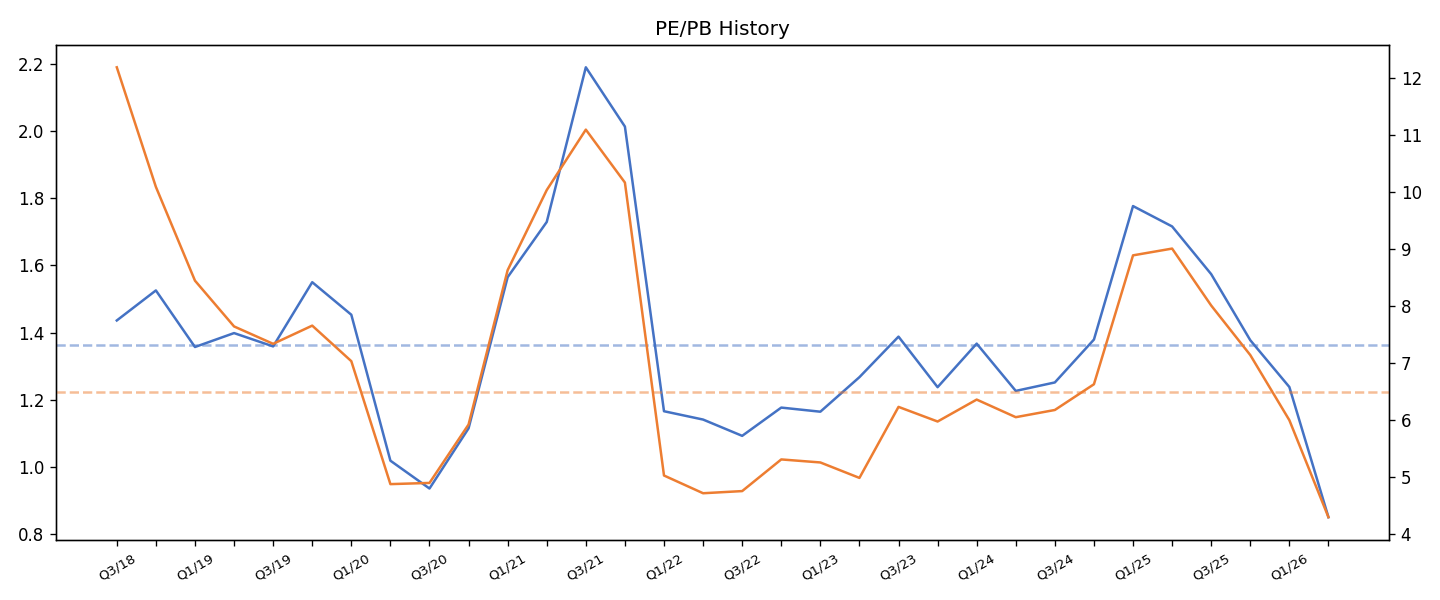 PE/PB History
2.2
2.0
1.8
1.6
1.4
1.2
1.0
0.8
12
11
10
9
8
7
6
5
4
Q3/18
Q1/19
Q3/19
Q1/20
Q3/20
Q1/21
Q3/21
Q1/22
Q3/22
Q1/23
Q3/23
Q1/24
Q3/24
Q1/25
Q3/25
Q1/26